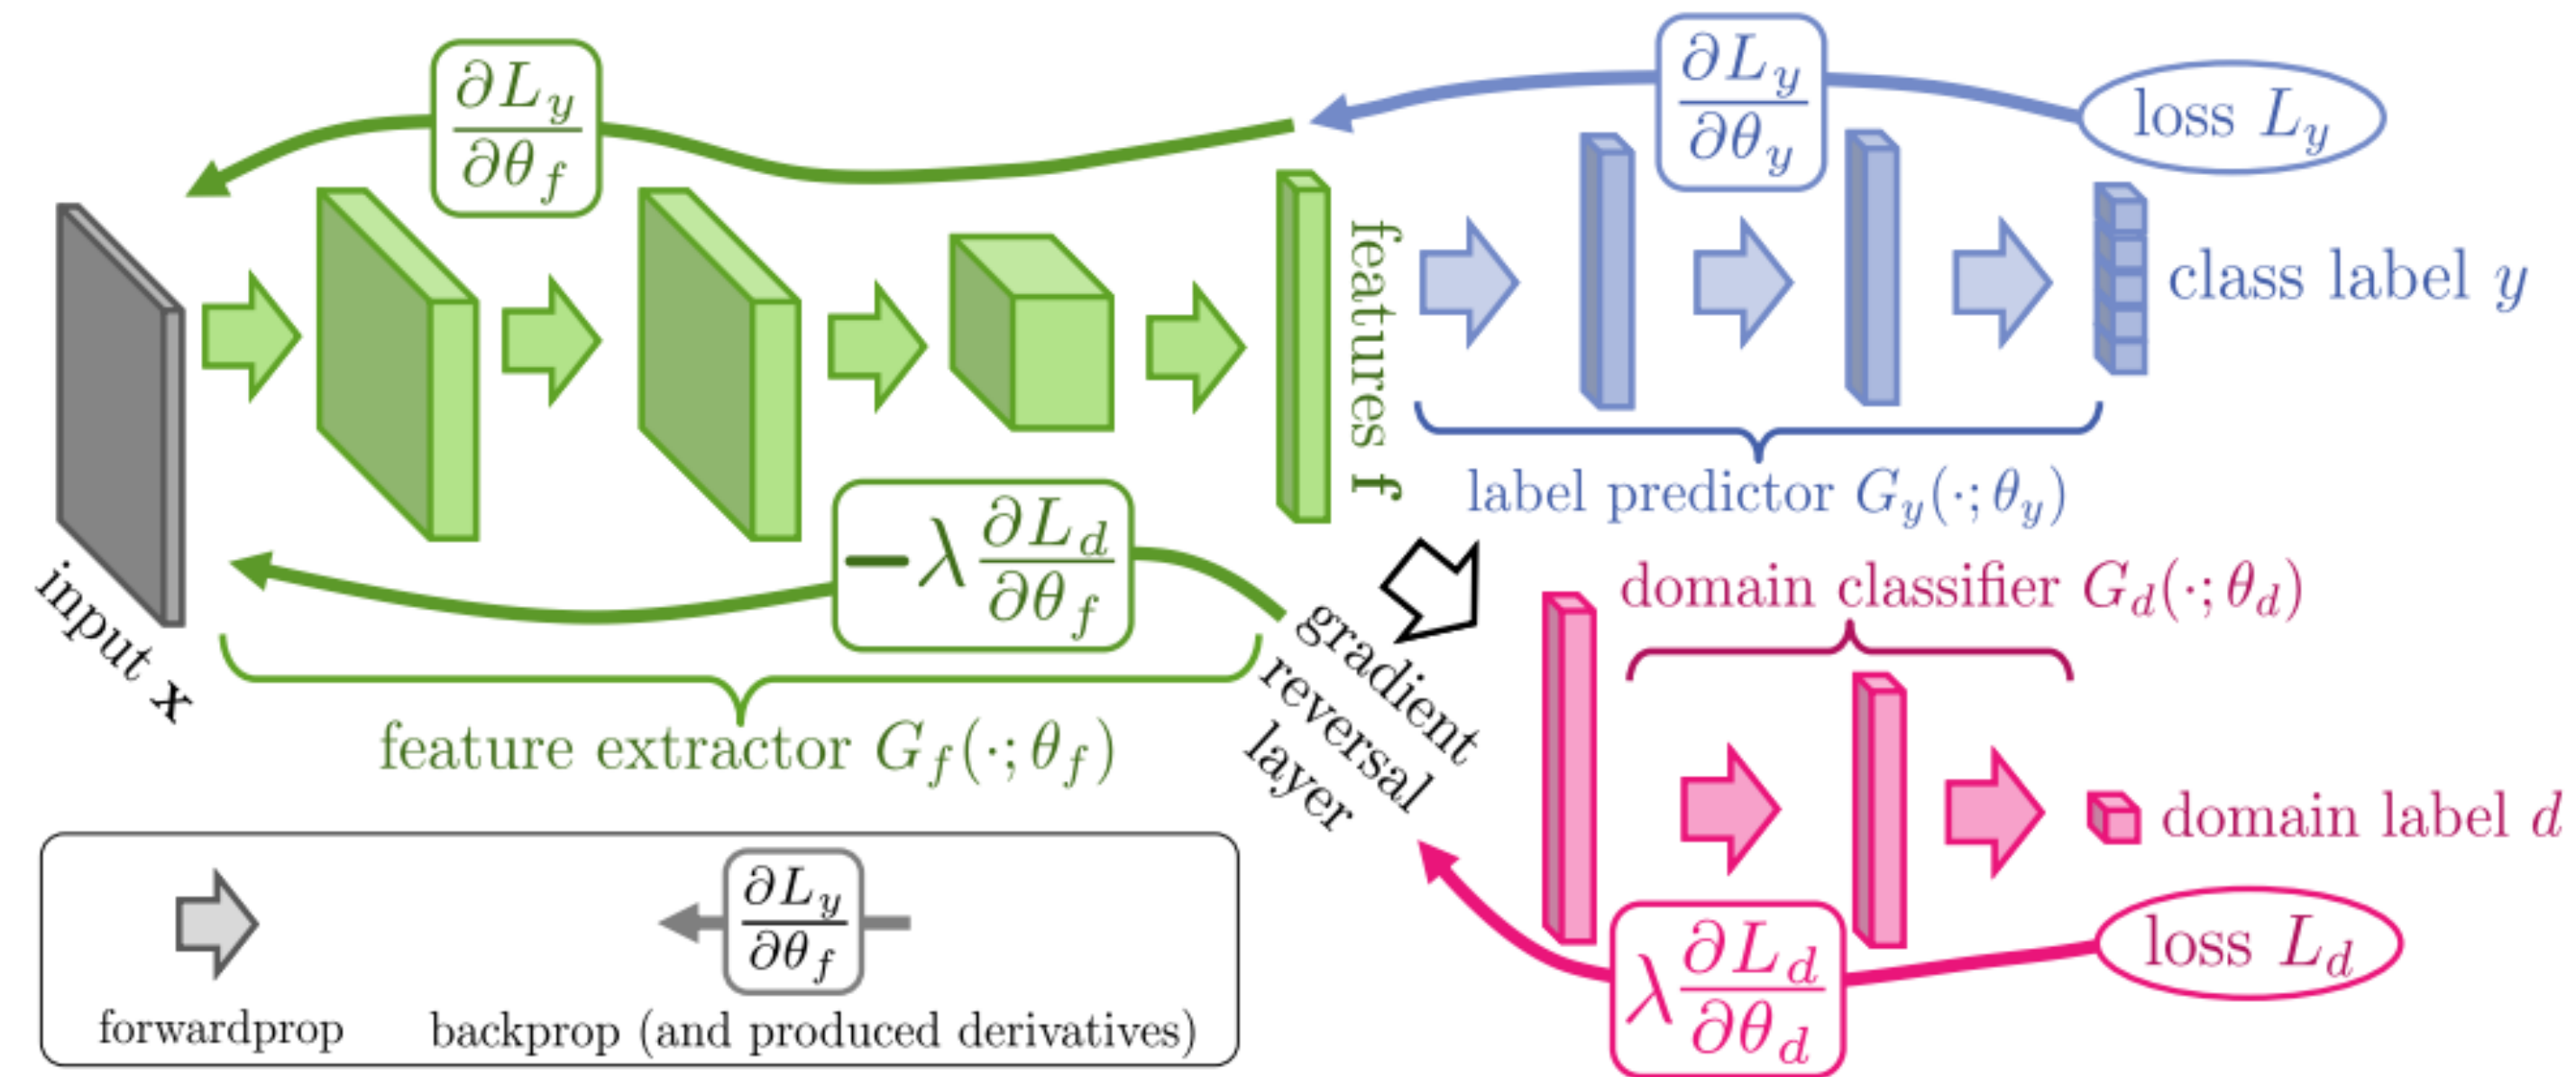 ∂L_y/∂θ_f
∂L_y/∂θ_y
loss L_y
features f
class label y
label predictor G_y(·; θ_y)
−λ ∂L_d/∂θ_f
input x
feature extractor G_f(·; θ_f)
gradient
reversal
layer
domain classifier G_d(·; θ_d)
domain label d
loss L_d
λ ∂L_d/∂θ_d
∂L_y/∂θ_f
forwardprop
backprop (and produced derivatives)